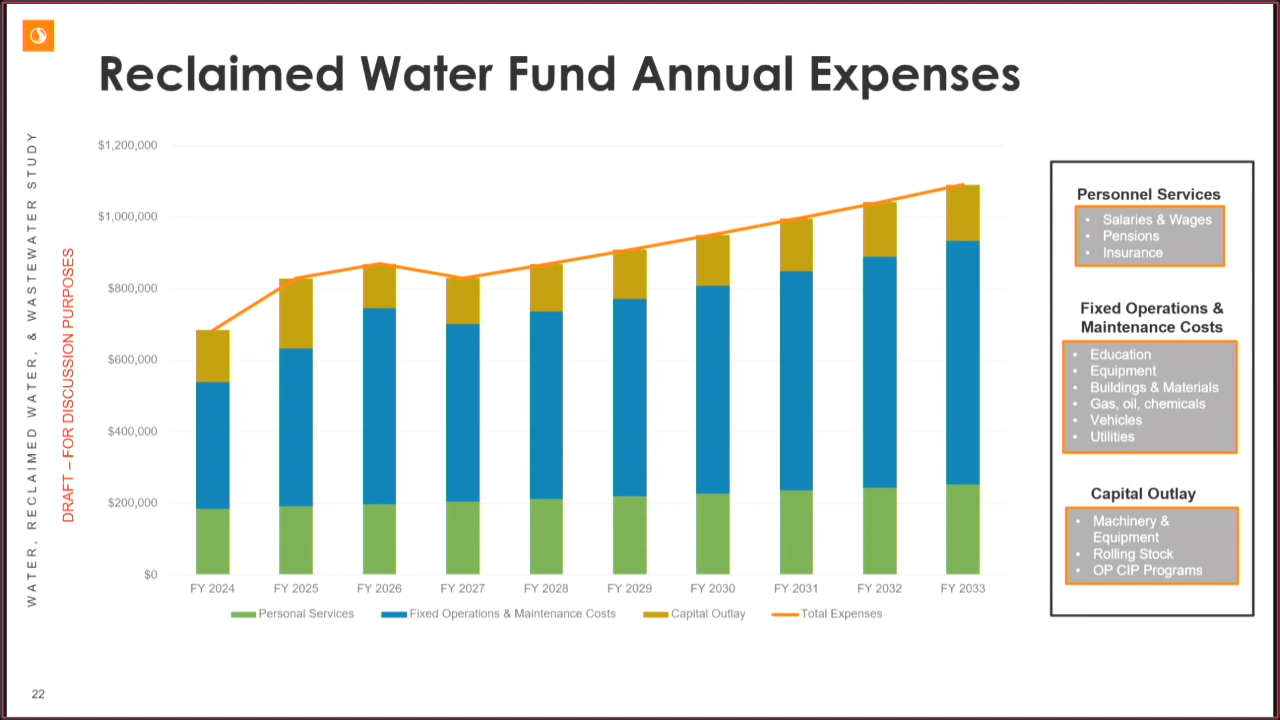 Reclaimed Water Fund Annual Expenses
WATER, RECLAIMED WATER, & WASTEWATER STUDY
DRAFT – FOR DISCUSSION PURPOSES
$1,200,000
$1,000,000
$800,000
$600,000
$400,000
$200,000
$0
FY 2024 FY 2025 FY 2026 FY 2027 FY 2028 FY 2029 FY 2030 FY 2031 FY 2032 FY 2033
Personal Services Fixed Operations & Maintenance Costs Capital Outlay Total Expenses
Personnel Services
• Salaries & Wages
• Pensions
• Insurance
Fixed Operations &
Maintenance Costs
• Education
• Equipment
• Buildings & Materials
• Gas, oil, chemicals
• Vehicles
• Utilities
Capital Outlay
• Machinery &
Equipment
• Rolling Stock
• OP CIP Programs
22